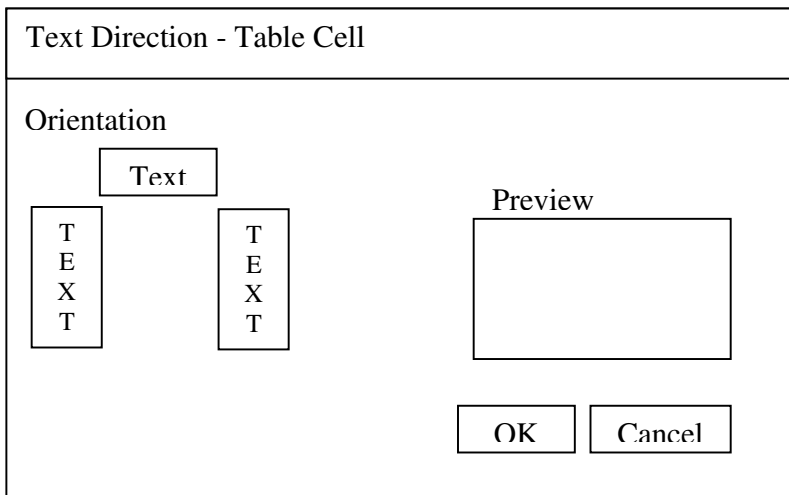 Text Direction - Table Cell
Orientation
Text
Preview
T
E
X
T
T
E
X
T
OK
Cancel